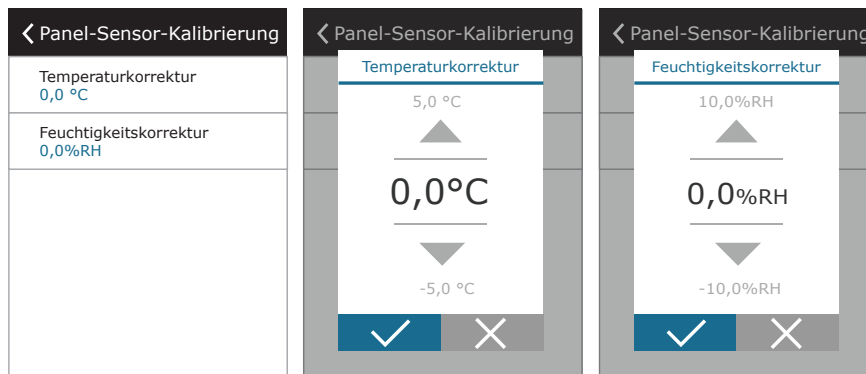 Panel-Sensor-Kalibrierung
Temperaturkorrektur
0,0 °C
Feuchtigkeitskorrektur
0,0%RH
Panel-Sensor-Kalibrierung
Temperaturkorrektur
5,0 °C
0,0°C
-5,0 °C
Panel-Sensor-Kalibrierung
Feuchtigkeitskorrektur
10,0%RH
0,0%RH
-10,0%RH